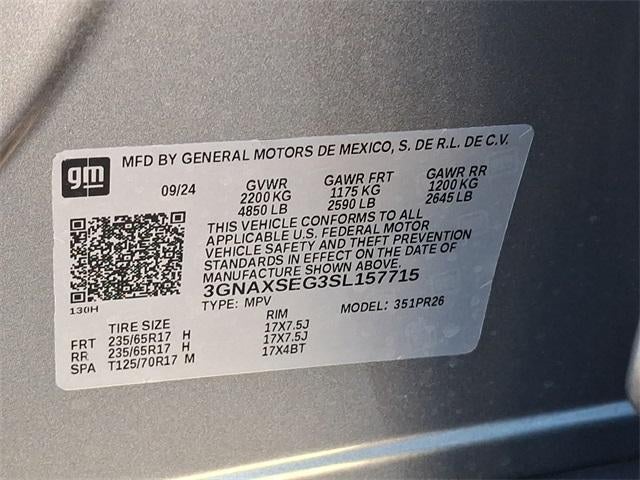 gm MFD BY GENERAL MOTORS DE MEXICO, S. DE R.L. DE C.V.
09/24 GVWR GAWR FRT GAWR RR
2200 KG 1175 KG 1200 KG
4850 LB 2590 LB 2645 LB
THIS VEHICLE CONFORMS TO ALL
APPLICABLE U.S. FEDERAL MOTOR
VEHICLE SAFETY AND THEFT PREVENTION
STANDARDS IN EFFECT ON THE DATE OF
MANUFACTURE SHOWN ABOVE.
3GNAXSEG3SL157715
130H TYPE: MPV MODEL: 351PR26
TIRE SIZE RIM
FRT 235/65R17 H 17X7.5J
RR 235/65R17 H 17X7.5J
SPA T125/70R17 M 17X4BT